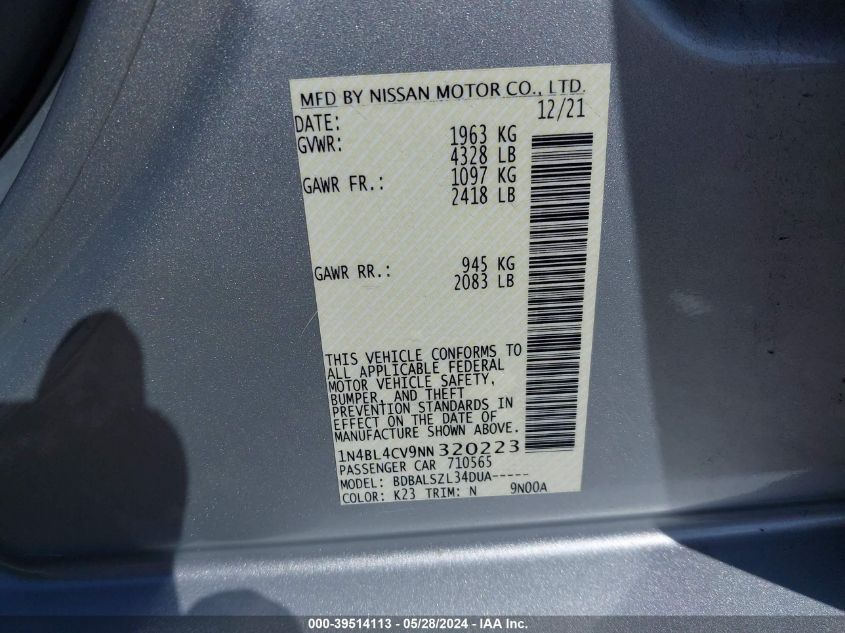 MFD BY NISSAN MOTOR CO., LTD.
DATE: 12/21
GVWR: 1963 KG
4328 LB
GAWR FR.: 1097 KG
2418 LB
GAWR RR.: 945 KG
2083 LB
THIS VEHICLE CONFORMS TO
ALL APPLICABLE FEDERAL
MOTOR VEHICLE SAFETY,
BUMPER, AND THEFT
PREVENTION STANDARDS IN
EFFECT ON THE DATE OF
MANUFACTURE SHOWN ABOVE.
1N4BL4CV9NN320223
PASSENGER CAR 710565
MODEL: BDBALSZL34DUA-----
COLOR: K23 TRIM: N 9N00A
000-39514113 - 05/28/2024 - IAA Inc.